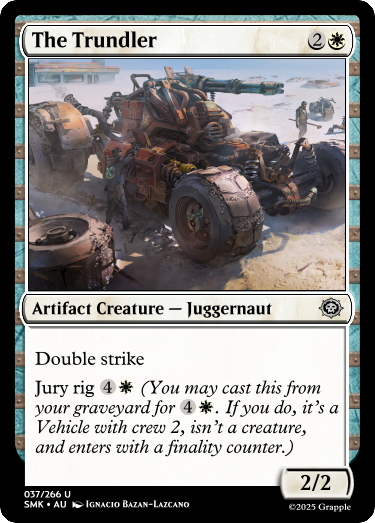 The Trundler 2
Artifact Creature — Juggernaut
Double strike
Jury rig 4 (You may cast this from
your graveyard for 4 . If you do, it's a
Vehicle with crew 2, isn't a creature,
and enters with a finality counter.)
2/2
037/266 U
SMK • AU Ignacio Bazan-Lazcano
©2025 Grapple